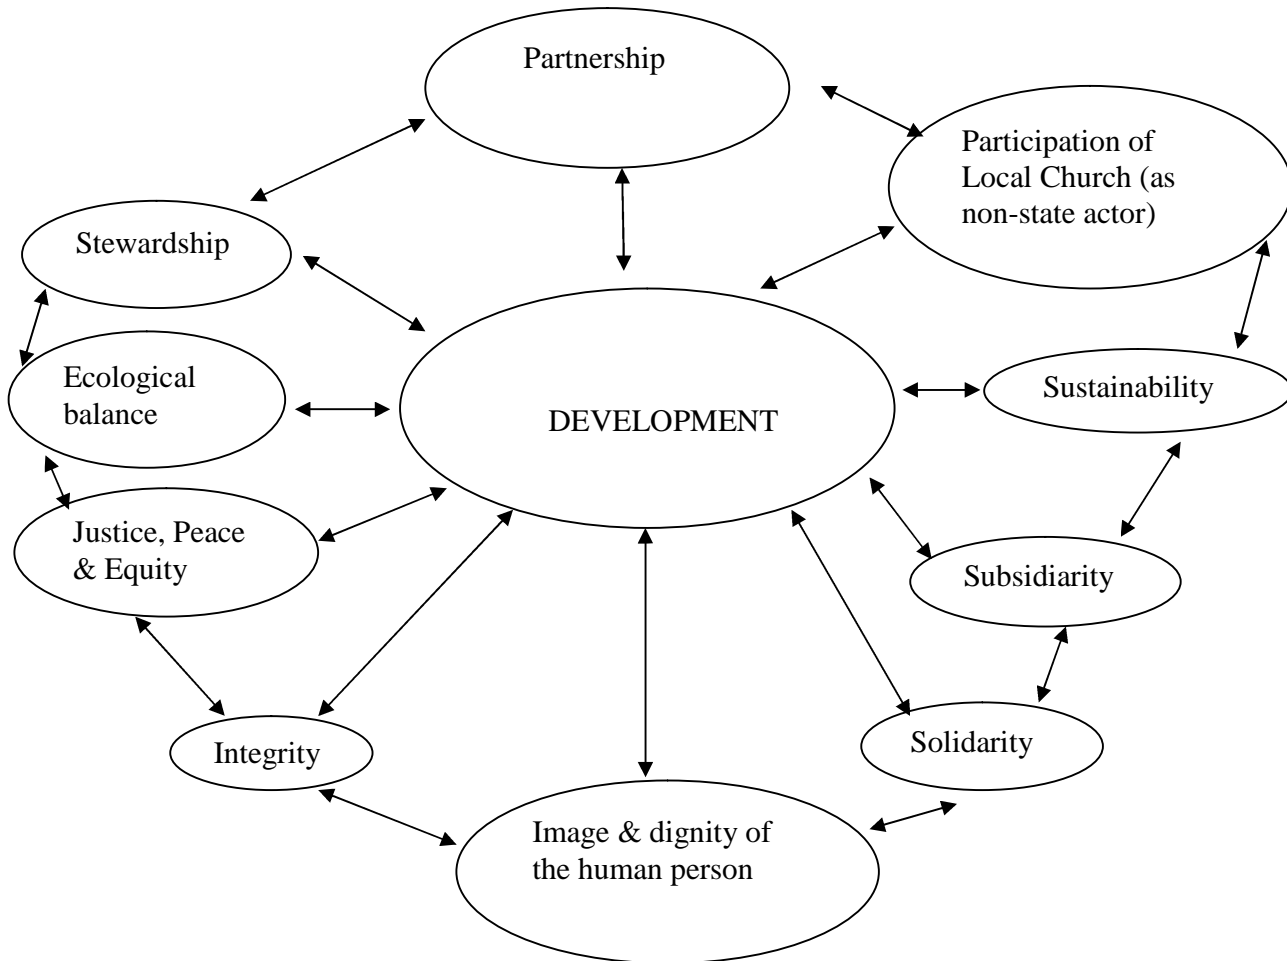 Partnership
Participation of
Local Church (as
non-state actor)
Stewardship
Ecological
balance
Sustainability
DEVELOPMENT
Justice, Peace
& Equity
Subsidiarity
Integrity
Solidarity
Image & dignity of
the human person